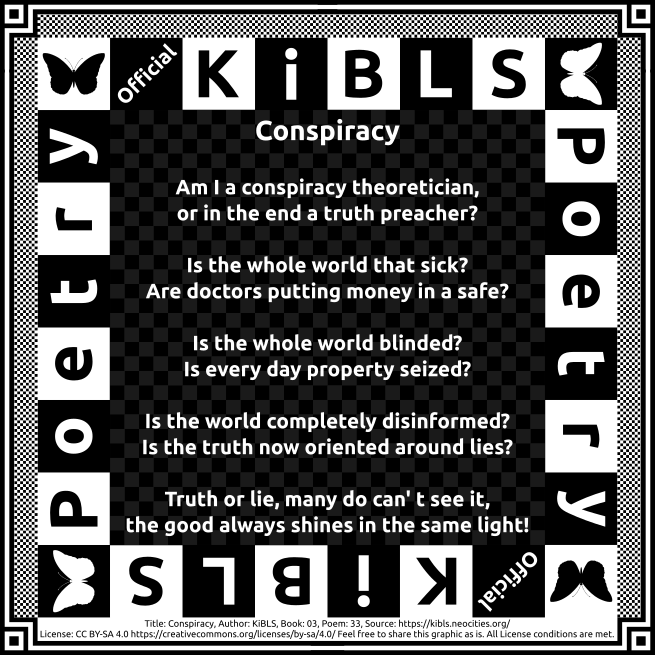 Official KiBLS
Poetry
Poetry
Conspiracy
Am I a conspiracy theoretician,
or in the end a truth preacher?
Is the whole world that sick?
Are doctors putting money in a safe?
Is the whole world blinded?
Is every day property seized?
Is the world completely disinformed?
Is the truth now oriented around lies?
Truth or lie, many do can' t see it,
the good always shines in the same light!
Official KiBLS
Title: Conspiracy, Author: KiBLS, Book: 03, Poem: 33, Source: https://kibls.neocities.org/
License: CC BY-SA 4.0 https://creativecommons.org/licenses/by-sa/4.0/ Feel free to share this graphic as is. All License conditions are met.